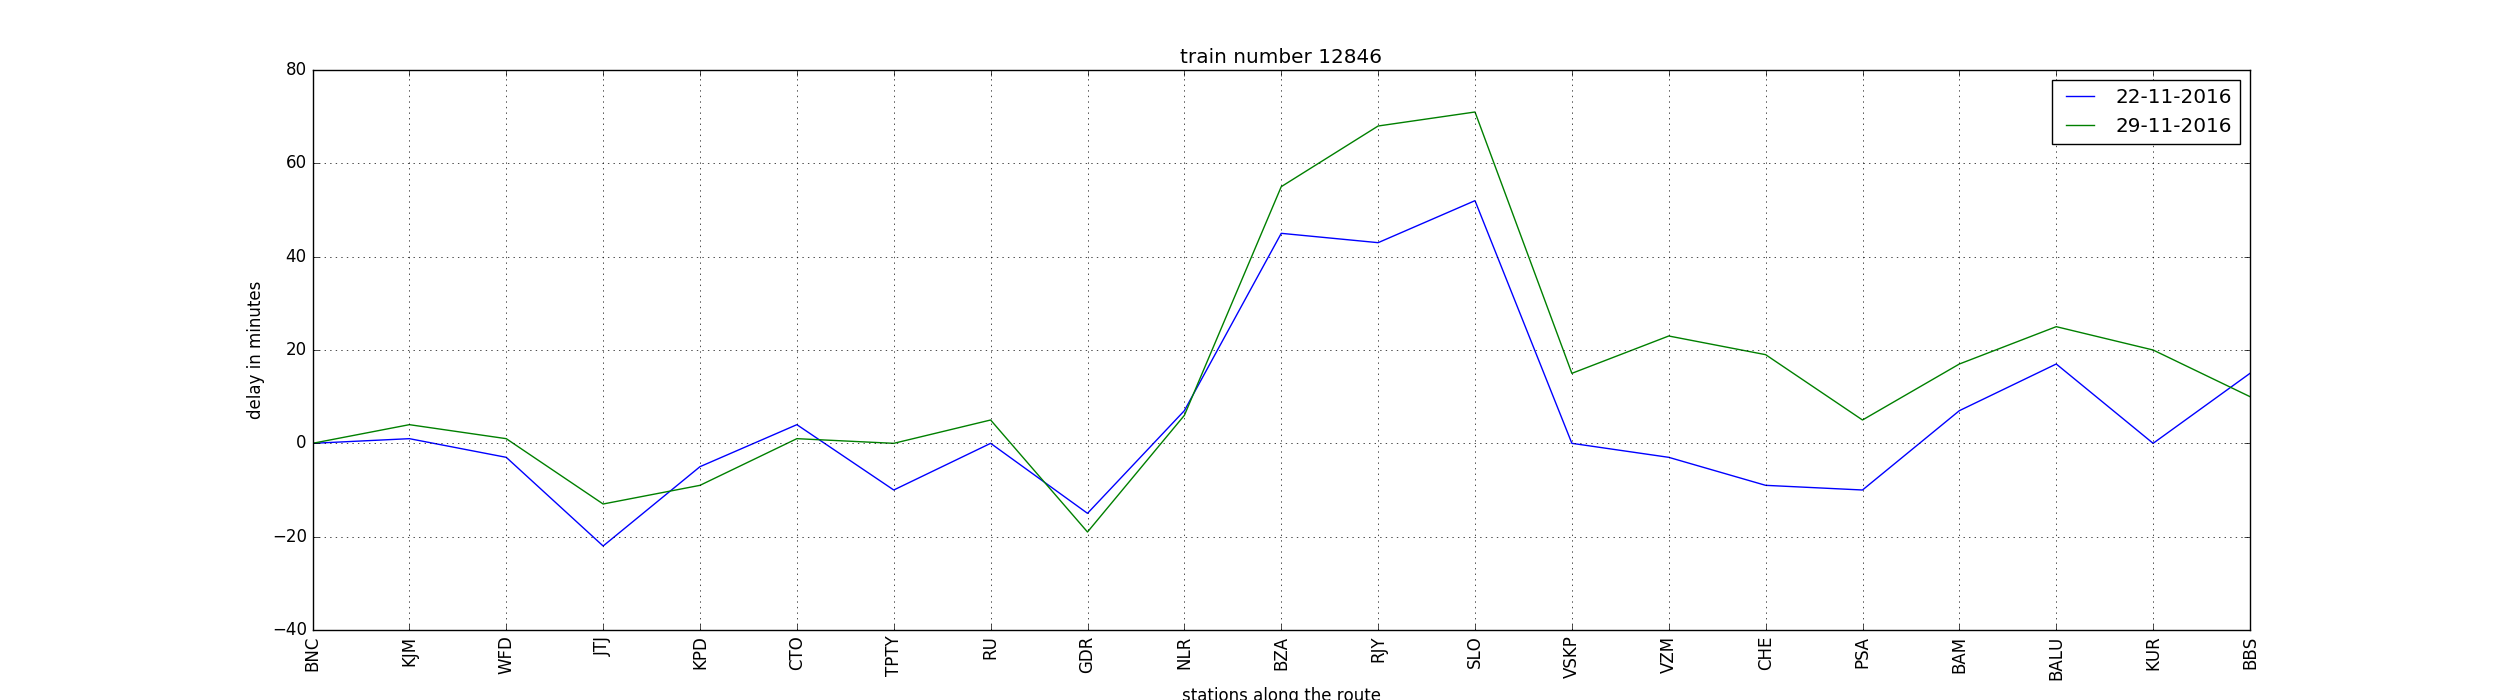 train number 12846
80
60
40
20
0
−20
−40
delay in minutes
22-11-2016
29-11-2016
BNC
KJM
WFD
JTJ
KPD
CTO
TPTY
RU
GDR
NLR
BZA
RJY
SLO
VSKP
VZM
CHE
PSA
BAM
BALU
KUR
BBS
stations along the route